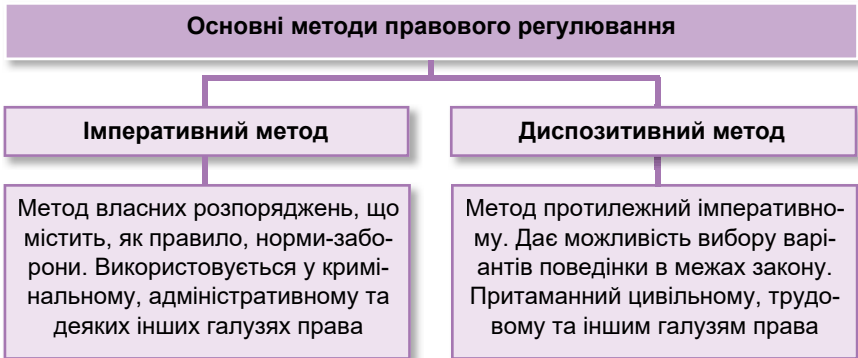 Основні методи правового регулювання
Імперативний метод
Метод власних розпоряджень, що
містить, як правило, норми-забо-
рони. Використовується у кримі-
нальному, адміністративному та
деяких інших галузях права
Диспозитивний метод
Метод протилежний імперативно-
му. Дає можливість вибору варі-
антів поведінки в межах закону.
Притаманний цивільному, трудо-
вому та іншим галузям права